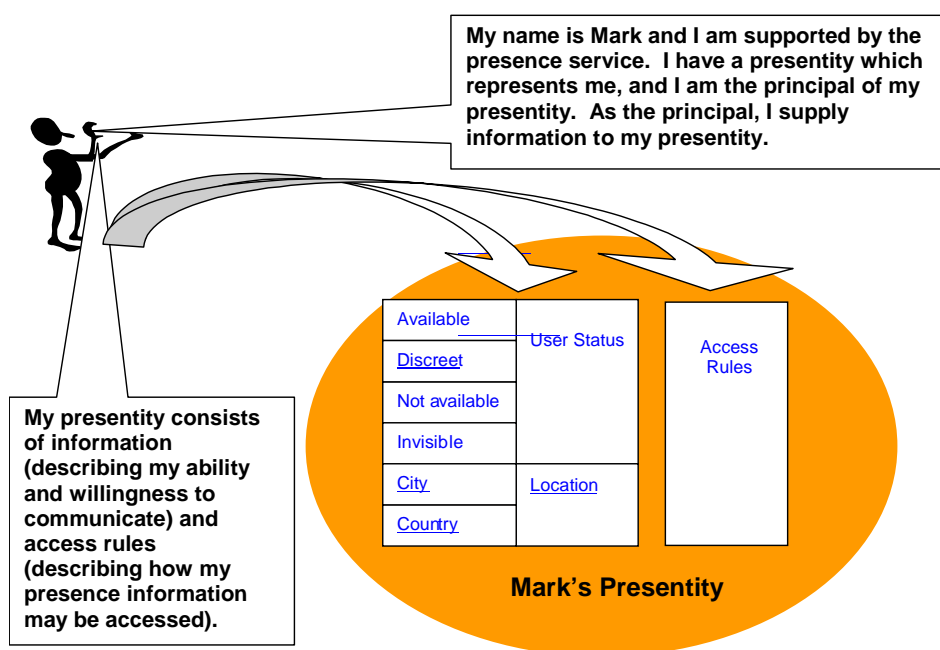 My name is Mark and I am supported by the
presence service. I have a presentity which
represents me, and I am the principal of my
presentity. As the principal, I supply
information to my presentity.
Available
User Status
Discreet
Not available
Invisible
City
Location
Country
Access
Rules
My presentity consists
of information
(describing my ability
and willingness to
communicate) and
access rules
(describing how my
presence information
may be accessed).
Mark's Presentity